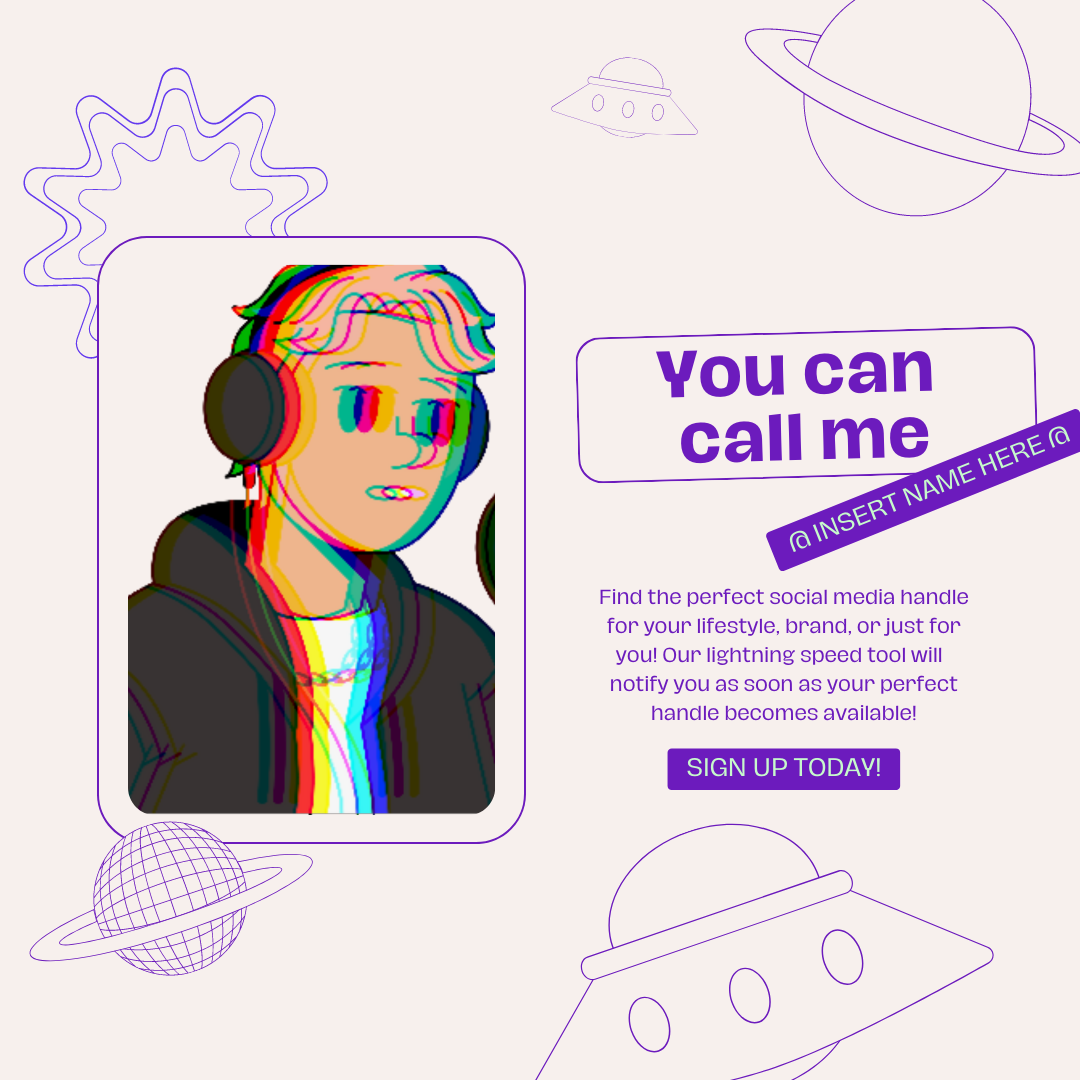 You can
call me
@ INSERT NAME HERE @
Find the perfect social media handle
for your lifestyle, brand, or just for
you! Our lightning speed tool will
notify you as soon as your perfect
handle becomes available!
SIGN UP TODAY!